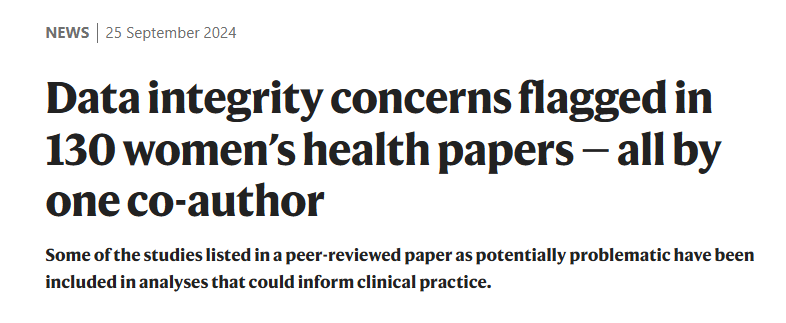 NEWS | 25 September 2024
Data integrity concerns flagged in
130 women’s health papers — all by
one co-author
Some of the studies listed in a peer-reviewed paper as potentially problematic have been
included in analyses that could inform clinical practice.